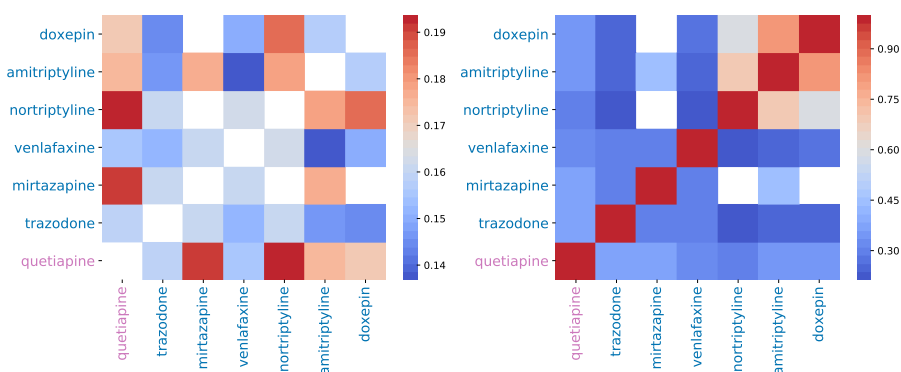 doxepin
amitriptyline
nortriptyline
venlafaxine
mirtazapine
trazodone
quetiapine
quetiapine
trazodone
mirtazapine
venlafaxine
nortriptyline
amitriptyline
doxepin
0.19
0.18
0.17
0.16
0.15
0.14
doxepin
amitriptyline
nortriptyline
venlafaxine
mirtazapine
trazodone
quetiapine
quetiapine
trazodone
mirtazapine
venlafaxine
nortriptyline
amitriptyline
doxepin
0.90
0.75
0.60
0.45
0.30